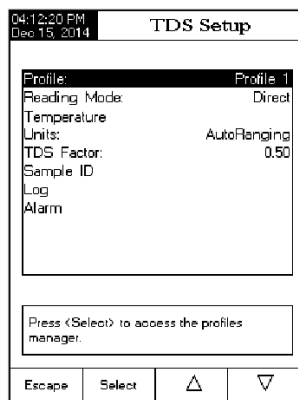 04:12:20 PM
Dec 15, 2014
TDS Setup
Profile: Profile 1
Reading Mode: Direct
Temperature
Units: AutoRanging
TDS Factor: 0.50
Sample ID
Log
Alarm
Press <Select> to access the profiles
manager.
Escape Select △ ▽